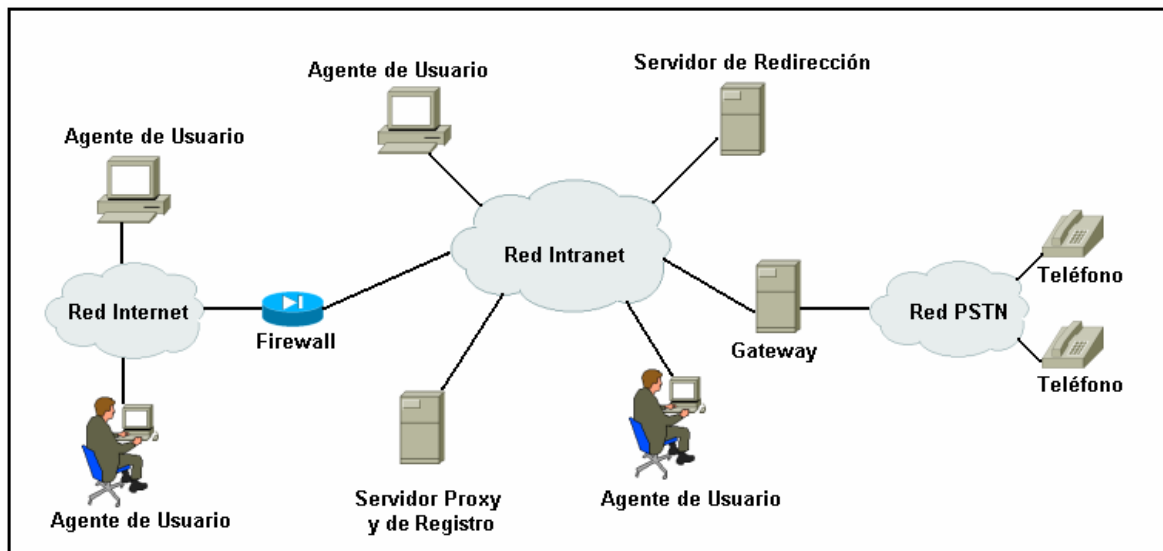 Agente de Usuario
Servidor de Redirección
Agente de Usuario
Red Intranet
Teléfono
Red Internet
Firewall
Red PSTN
Gateway
Teléfono
Servidor Proxy
y de Registro
Agente de Usuario
Agente de Usuario